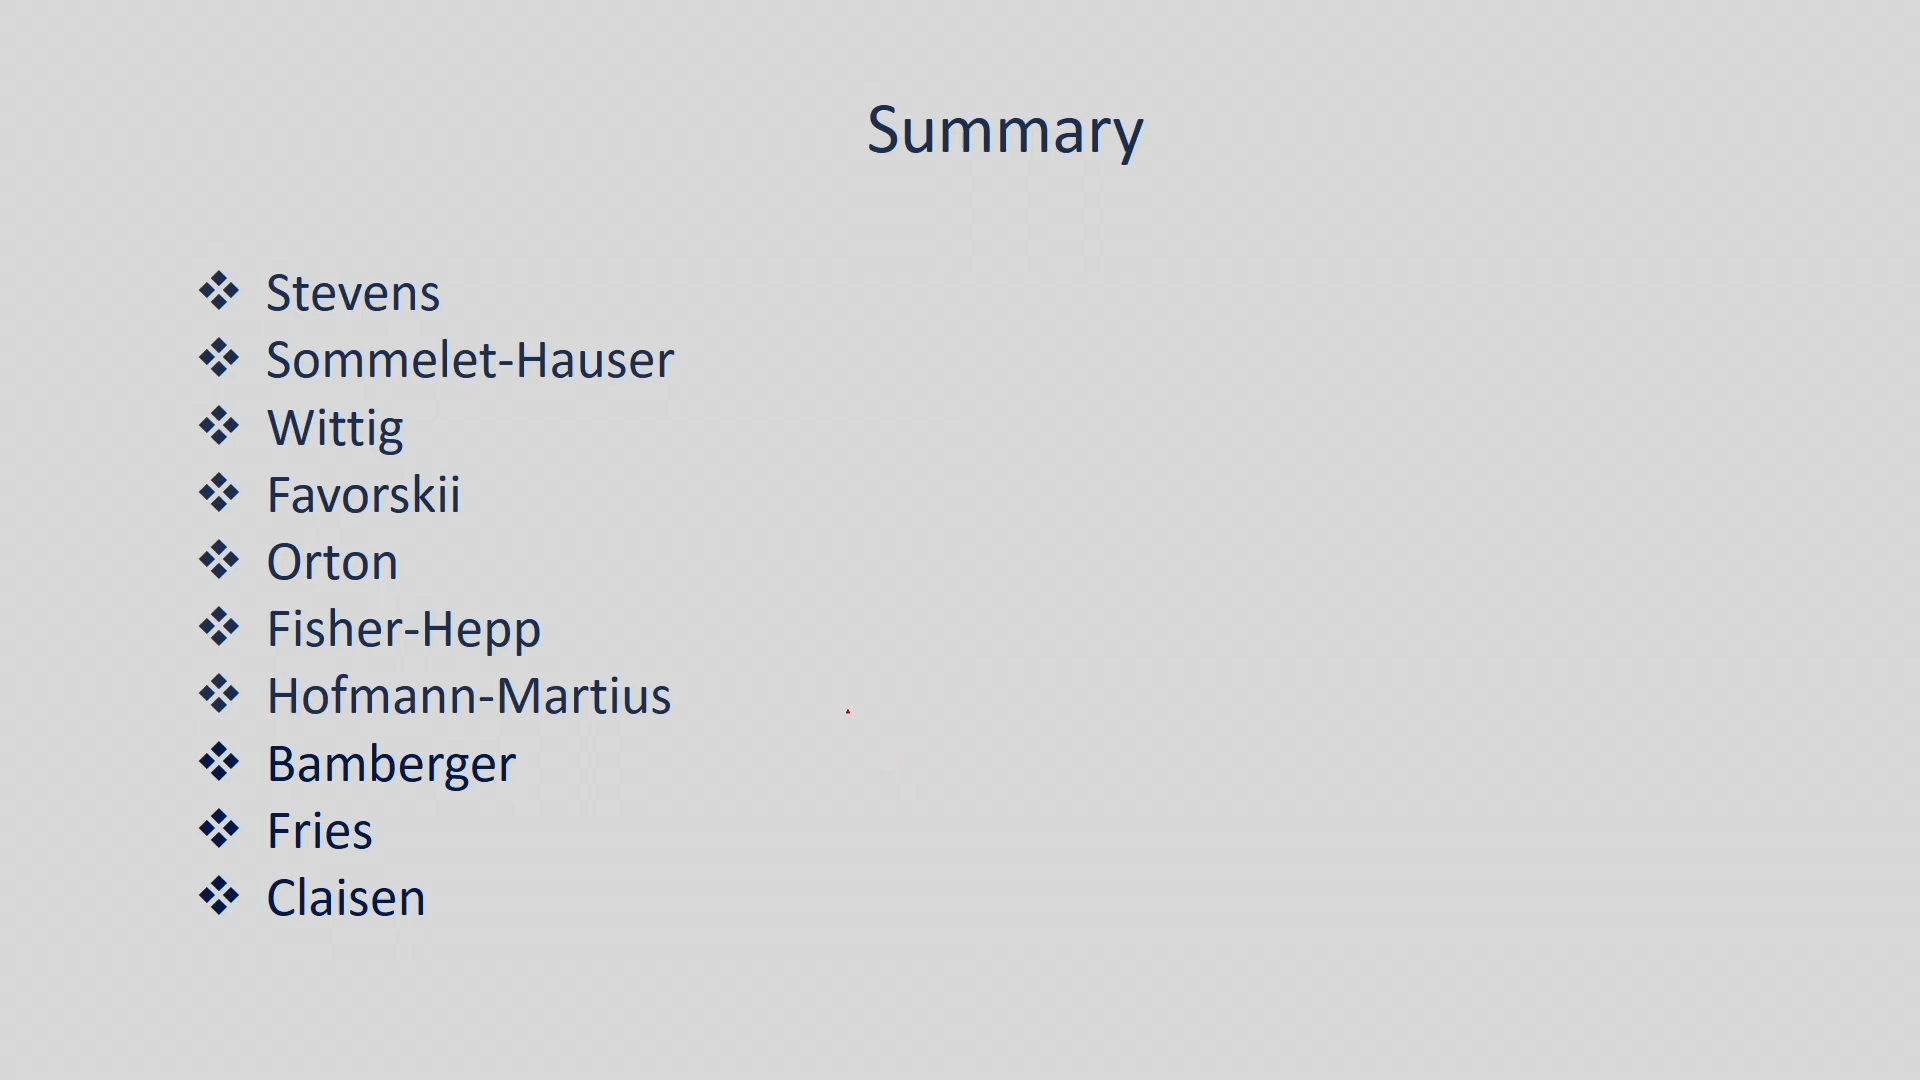 Summary
❖ Stevens
❖ Sommelet-Hauser
❖ Wittig
❖ Favorskii
❖ Orton
❖ Fisher-Hepp
❖ Hofmann-Martius
❖ Bamberger
❖ Fries
❖ Claisen